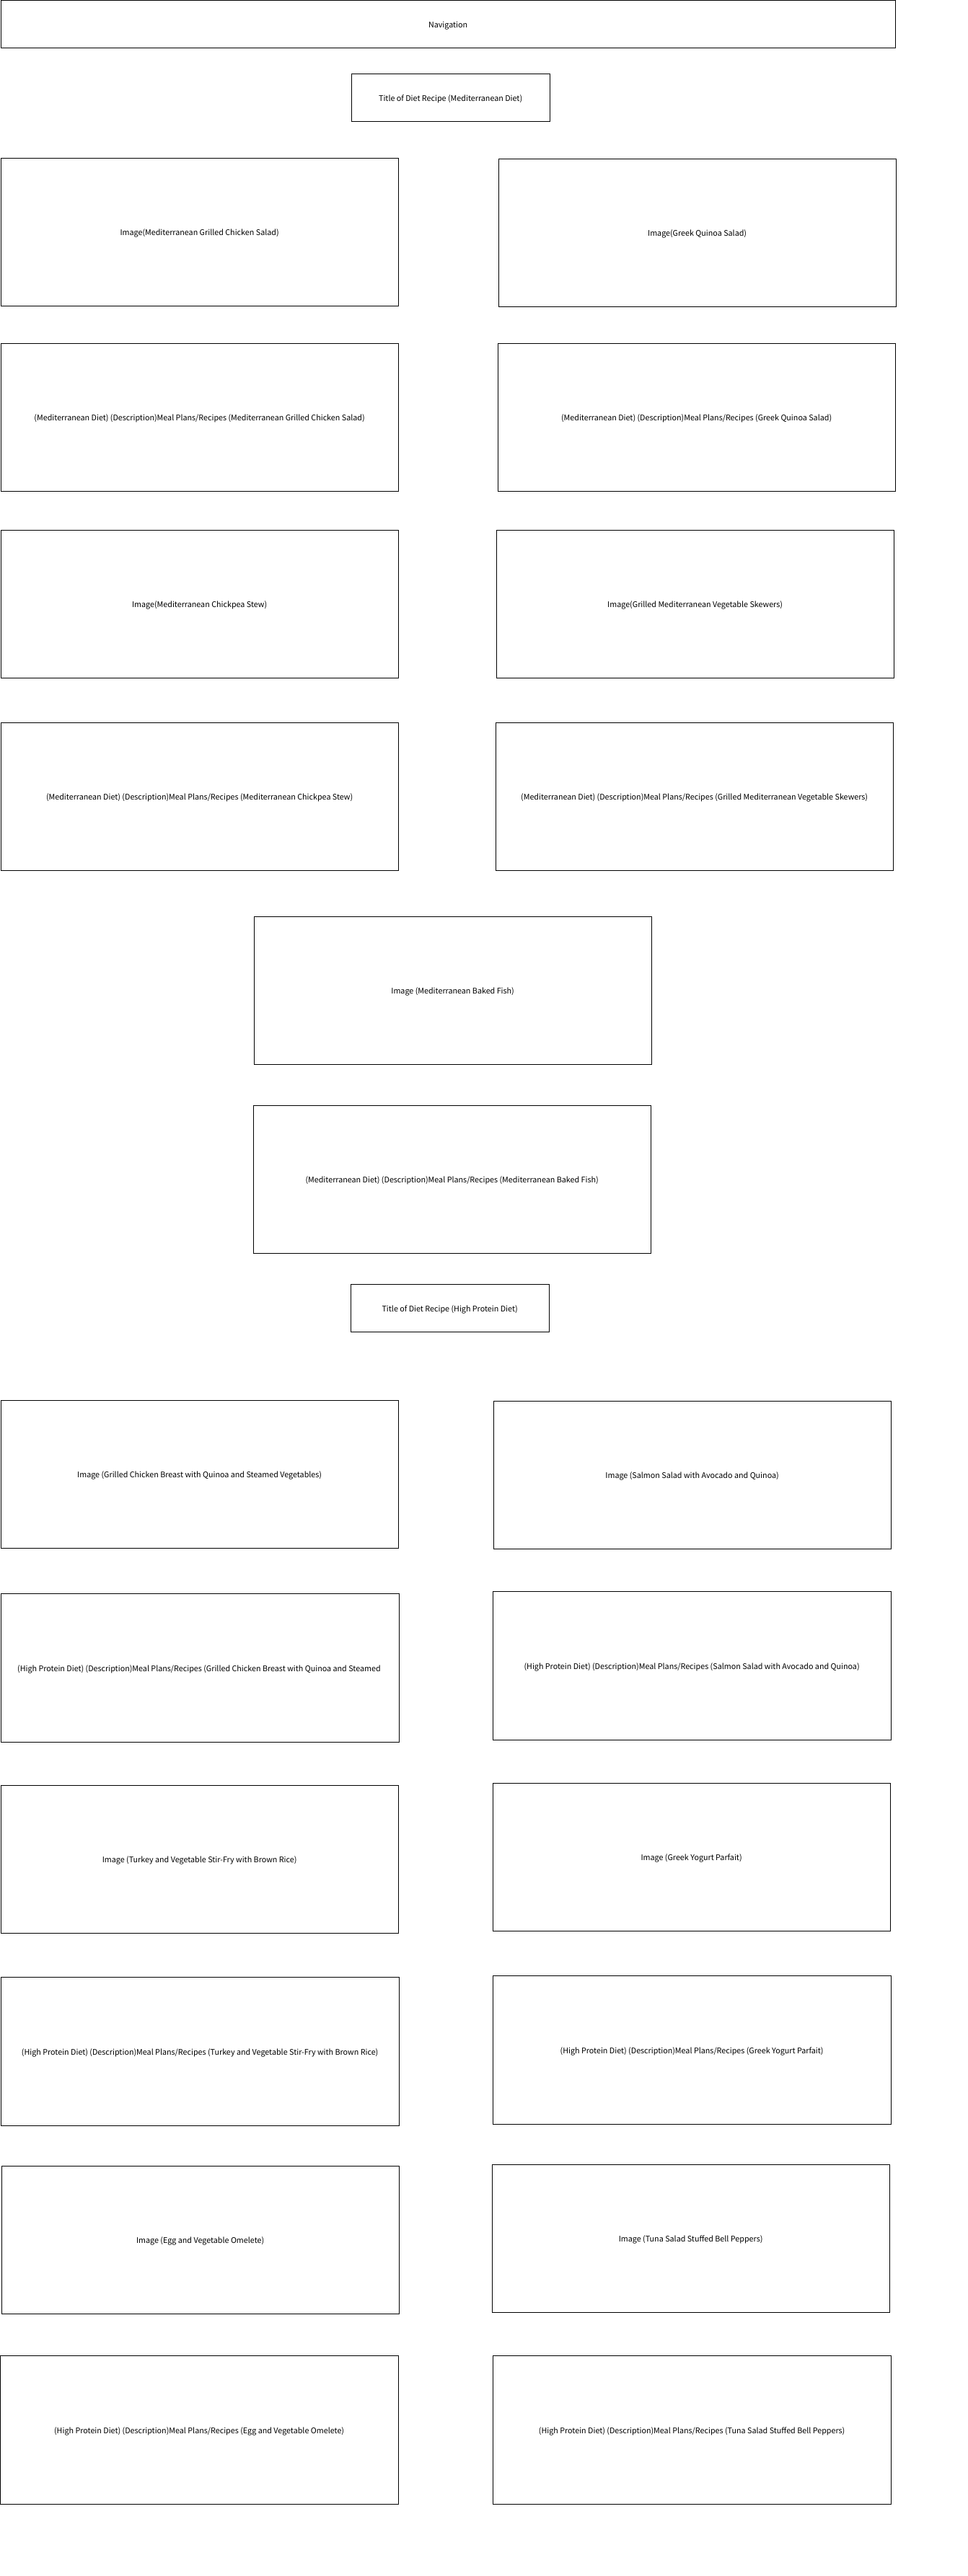 Navigation
Title of Diet Recipe (Mediterranean Diet)
Image(Mediterranean Grilled Chicken Salad)
Image(Greek Quinoa Salad)
(Mediterranean Diet) (Description)Meal Plans/Recipes (Mediterranean Grilled Chicken Salad)
(Mediterranean Diet) (Description)Meal Plans/Recipes (Greek Quinoa Salad)
Image(Mediterranean Chickpea Stew)
Image(Grilled Mediterranean Vegetable Skewers)
(Mediterranean Diet) (Description)Meal Plans/Recipes (Mediterranean Chickpea Stew)
(Mediterranean Diet) (Description)Meal Plans/Recipes (Grilled Mediterranean Vegetable Skewers)
Image (Mediterranean Baked Fish)
(Mediterranean Diet) (Description)Meal Plans/Recipes (Mediterranean Baked Fish)
Title of Diet Recipe (High Protein Diet)
Image (Grilled Chicken Breast with Quinoa and Steamed Vegetables)
Image (Salmon Salad with Avocado and Quinoa)
(High Protein Diet) (Description)Meal Plans/Recipes (Grilled Chicken Breast with Quinoa and Steamed
(High Protein Diet) (Description)Meal Plans/Recipes (Salmon Salad with Avocado and Quinoa)
Image (Turkey and Vegetable Stir-Fry with Brown Rice)
Image (Greek Yogurt Parfait)
(High Protein Diet) (Description)Meal Plans/Recipes (Turkey and Vegetable Stir-Fry with Brown Rice)
(High Protein Diet) (Description)Meal Plans/Recipes (Greek Yogurt Parfait)
Image (Egg and Vegetable Omelete)
Image (Tuna Salad Stuffed Bell Peppers)
(High Protein Diet) (Description)Meal Plans/Recipes (Egg and Vegetable Omelete)
(High Protein Diet) (Description)Meal Plans/Recipes (Tuna Salad Stuffed Bell Peppers)